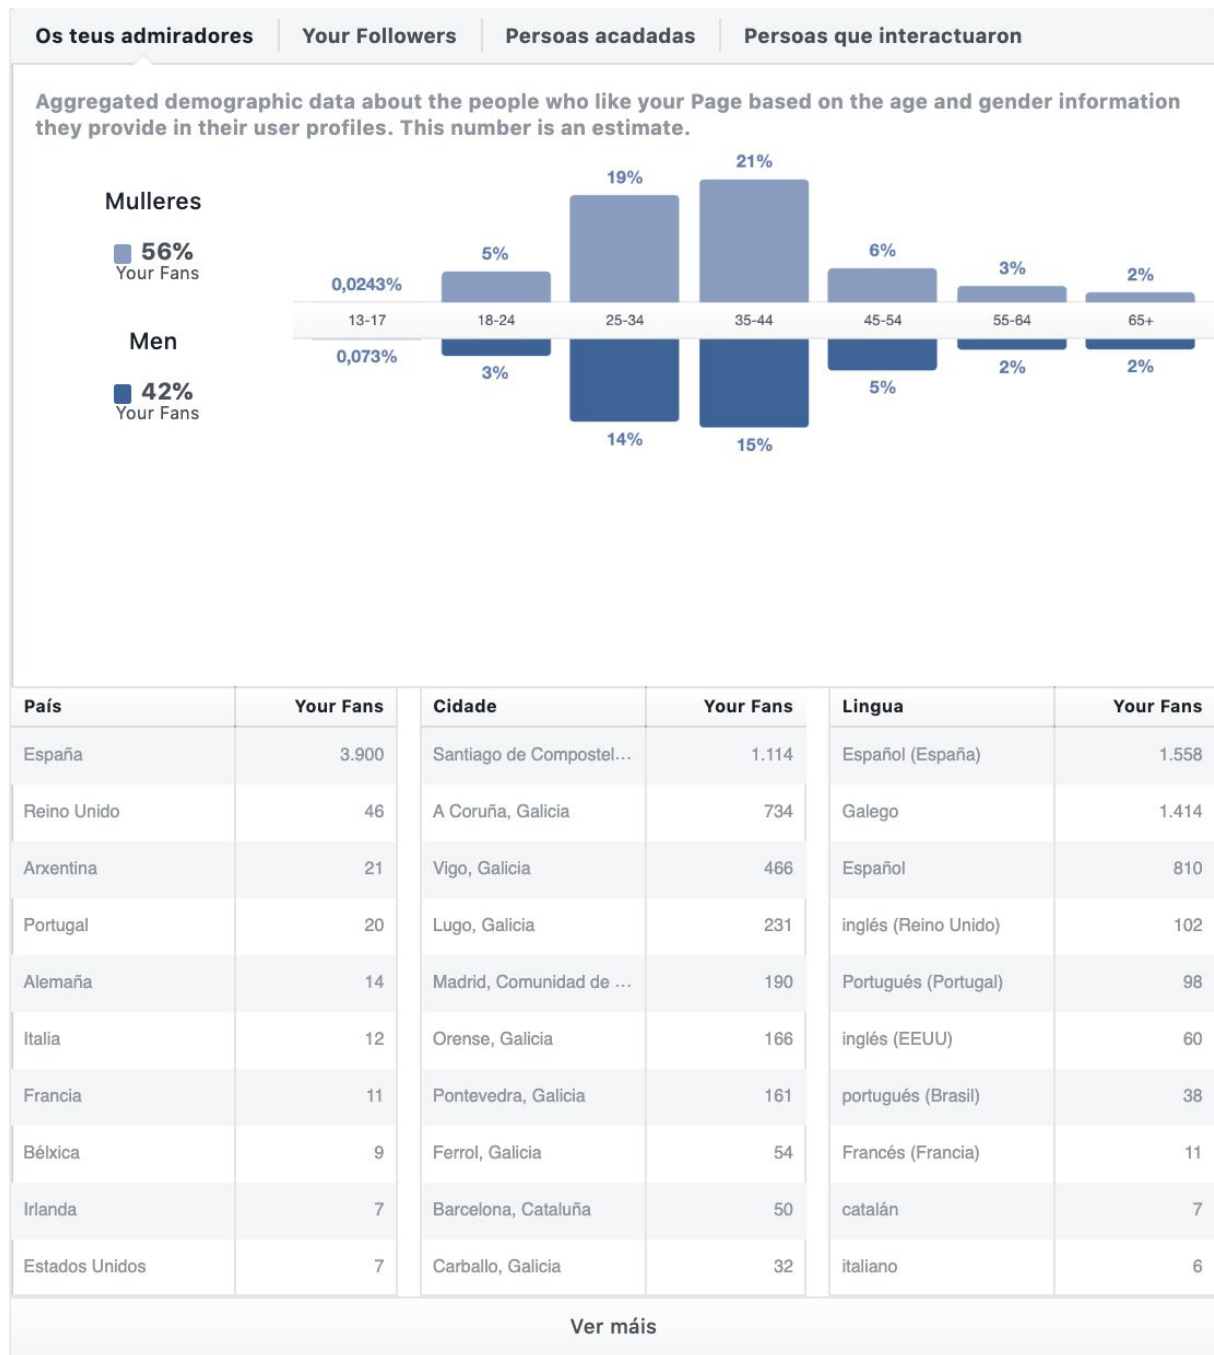 Os teus admiradores Your Followers Persoas acadadas Persoas que interactuaron
Aggregated demographic data about the people who like your Page based on the age and gender information
they provide in their user profiles. This number is an estimate.
Mulleres
56%
Your Fans
Men
42%
Your Fans
0,0243% 5% 19% 21% 6% 3% 2%
13-17 18-24 25-34 35-44 45-54 55-64 65+
0,073% 3% 14% 15% 5% 2% 2%
País Your Fans Cidade Your Fans Lingua Your Fans
España 3.900 Santiago de Compostel... 1.114 Español (España) 1.558
Reino Unido 46 A Coruña, Galicia 734 Galego 1.414
Arxentina 21 Vigo, Galicia 466 Español 810
Portugal 20 Lugo, Galicia 231 inglés (Reino Unido) 102
Alemaña 14 Madrid, Comunidad de ... 190 Portugués (Portugal) 98
Italia 12 Orense, Galicia 166 inglés (EEUU) 60
Francia 11 Pontevedra, Galicia 161 portugués (Brasil) 38
Bélxica 9 Ferrol, Galicia 54 Francés (Francia) 11
Irlanda 7 Barcelona, Cataluña 50 catalán 7
Estados Unidos 7 Carballo, Galicia 32 italiano 6
Ver máis